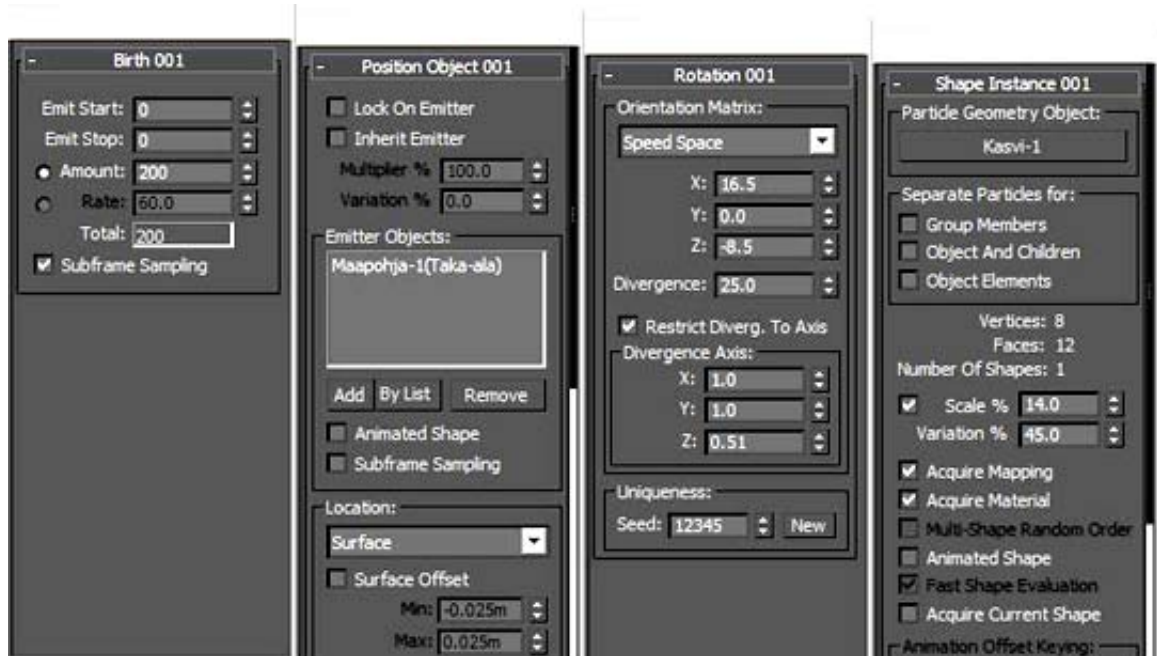 - Birth 001
Emit Start: 0
Emit Stop: 0
Amount: 200
Rate: 60.0
Total: 200
Subframe Sampling
- Position Object 001
Lock On Emitter
Inherit Emitter
Multiplier % 100.0
Variation % 0.0
Emitter Objects:
Maapohja-1(Taka-ala)
Add By List Remove
Animated Shape
Subframe Sampling
Location:
Surface
Surface Offset
Min: -0.025m
Max: 0.025m
- Rotation 001
Orientation Matrix:
Speed Space
X: 16.5
Y: 0.0
Z: -8.5
Divergence: 25.0
Restrict Diverg. To Axis
Divergence Axis:
X: 1.0
Y: 1.0
Z: 0.51
Uniqueness:
Seed: 12345 New
- Shape Instance 001
Particle Geometry Object:
Kasvi-1
Separate Particles for:
Group Members
Object And Children
Object Elements
Vertices: 8
Faces: 12
Number Of Shapes: 1
Scale % 14.0
Variation % 45.0
Acquire Mapping
Acquire Material
Multi-Shape Random Order
Animated Shape
Fast Shape Evaluation
Acquire Current Shape
Animation Offset Keying: